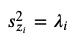 s²_{z_i} = λ_i